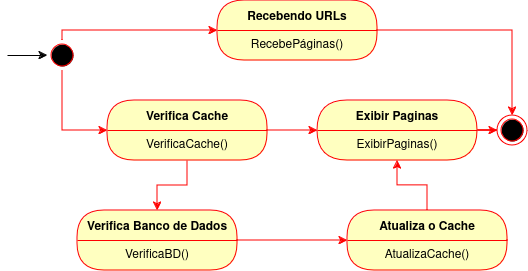 Recebendo URLs
RecebePáginas()
Verifica Cache
VerificaCache()
Exibir Paginas
ExibirPaginas()
Verifica Banco de Dados
VerificaBD()
Atualiza o Cache
AtualizaCache()